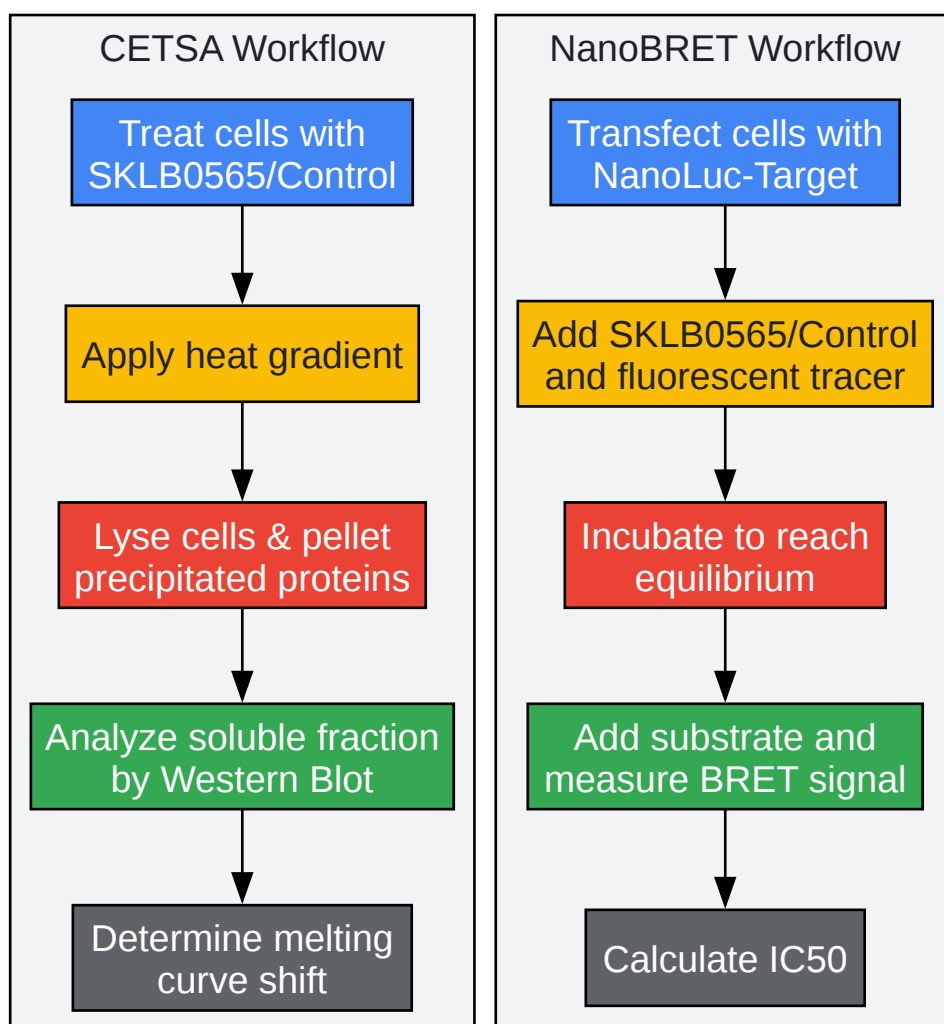 CETSA Workflow
Treat cells with
SKLB0565/Control
Apply heat gradient
Lyse cells & pellet
precipitated proteins
Analyze soluble fraction
by Western Blot
Determine melting
curve shift
NanoBRET Workflow
Transfect cells with
NanoLuc-Target
Add SKLB0565/Control
and fluorescent tracer
Incubate to reach
equilibrium
Add substrate and
measure BRET signal
Calculate IC50